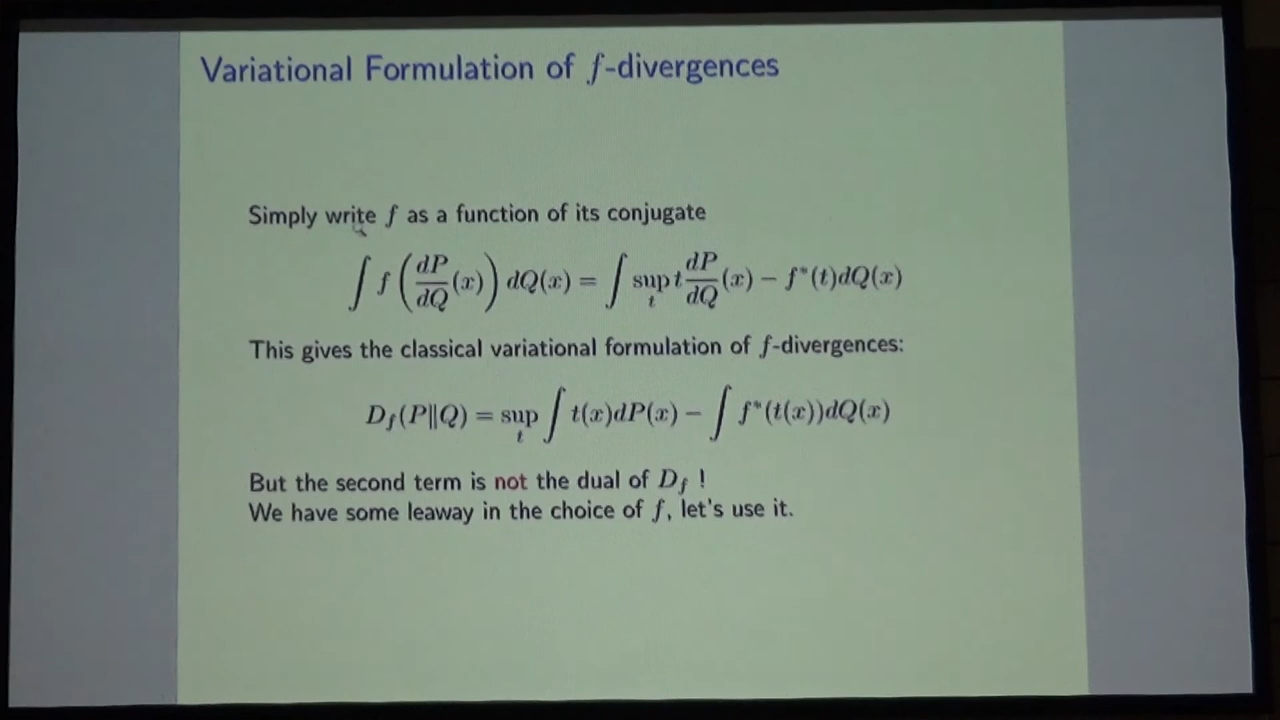 Variational Formulation of f-divergences
Simply write f as a function of its conjugate
∫ f (dP/dQ (x)) dQ(x) = ∫ sup_t t dP/dQ (x) − f*(t)dQ(x)
This gives the classical variational formulation of f-divergences:
D_f(P||Q) = sup_t ∫ t(x)dP(x) − ∫ f*(t(x))dQ(x)
But the second term is not the dual of D_f !
We have some leaway in the choice of f, let's use it.